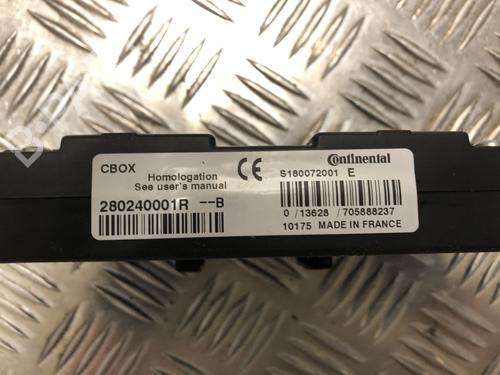 CBOX
Homologation
See user's manual
CE
Continental
S180072001 E
280240001R --B
0 /13628 /705888237
10175 MADE IN FRANCE